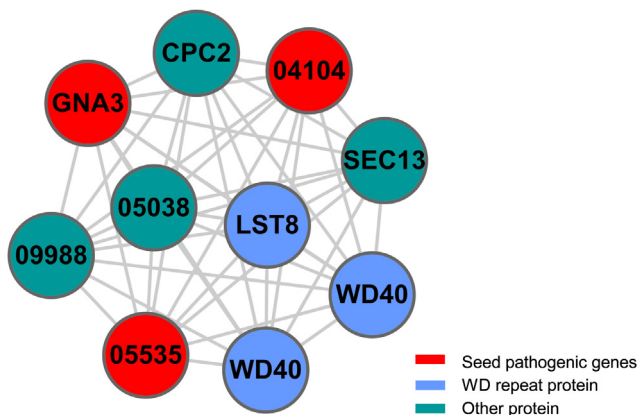 CPC2
04104
GNA3
SEC13
05038
LST8
09988
WD40
05535
WD40
Seed pathogenic genes
WD repeat protein
Other protein